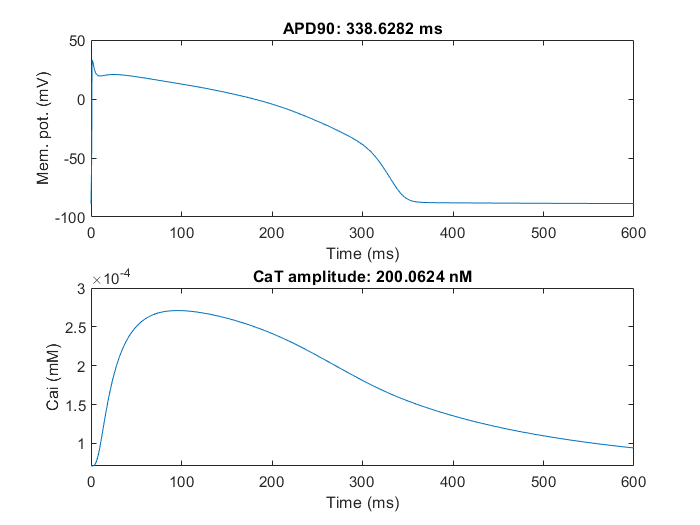 APD90: 338.6282 ms
50
0
-50
-100
Mem. pot. (mV)
0 100 200 300 400 500 600
Time (ms)
CaT amplitude: 200.0624 nM
×10-4
3
2.5
2
1.5
1
Cai (mM)
0 100 200 300 400 500 600
Time (ms)